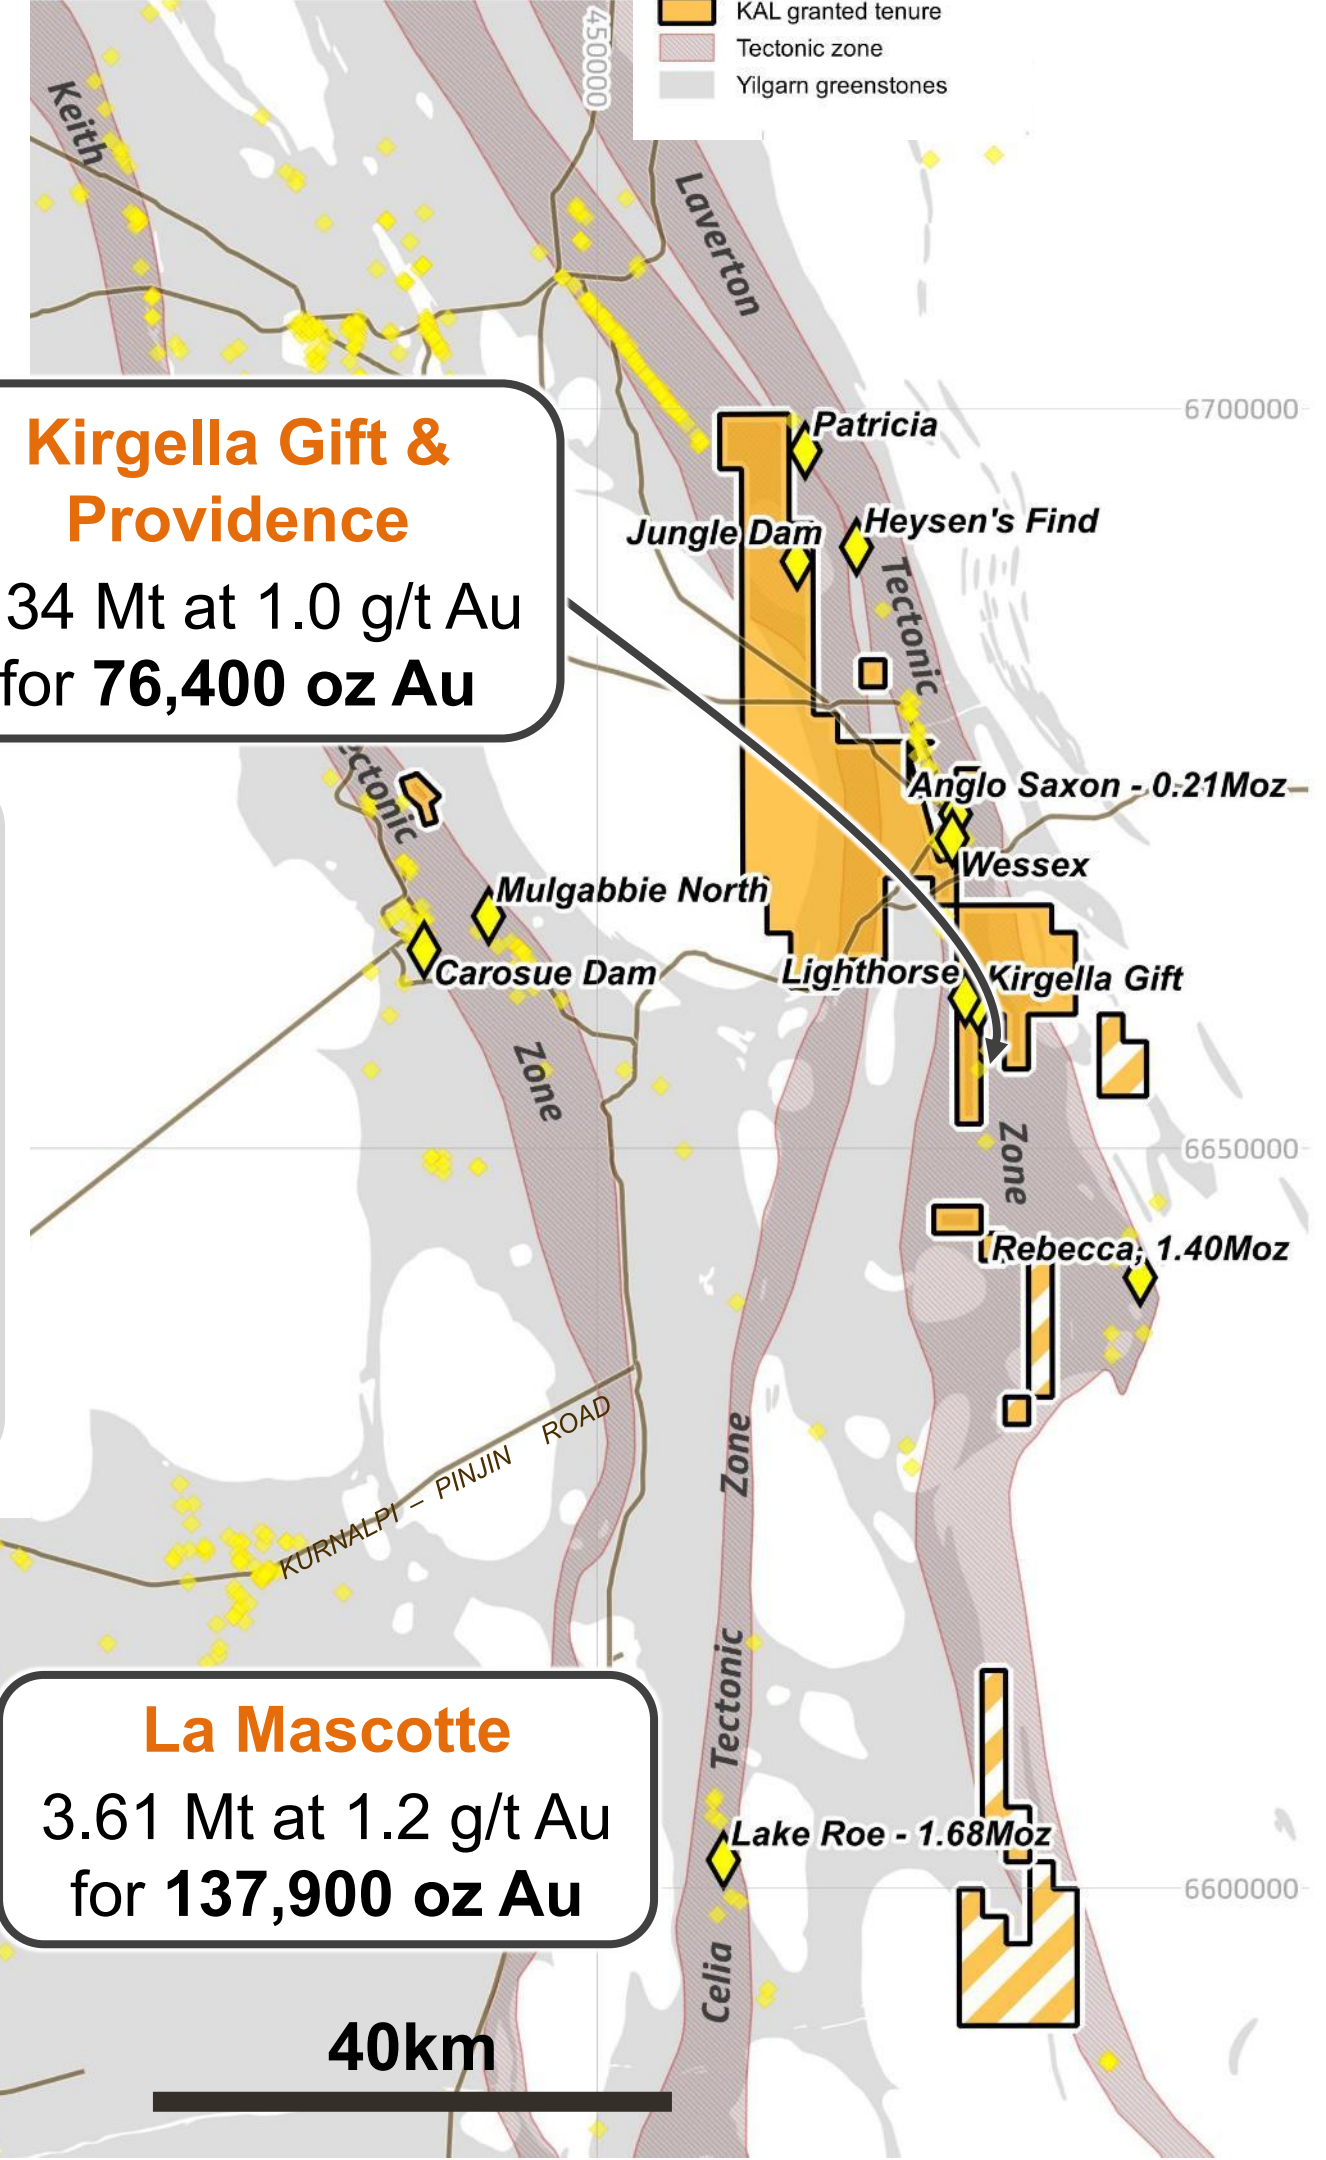 KAL granted tenure
Tectonic zone
Yilgarn greenstones
450000
Keith
Laverton
6700000
Patricia
Kirgella Gift &
Providence
34 Mt at 1.0 g/t Au
for 76,400 oz Au
Jungle Dam
Heysen's Find
Tectonic
Tectonic
Anglo Saxon - 0.21Moz
Wessex
Mulgabbie North
Carosue Dam
Lighthorse
Kirgella Gift
Zone
Zone
6650000
Rebecca, 1.40Moz
KURNALPI – PINJIN ROAD
Zone
Tectonic
La Mascotte
3.61 Mt at 1.2 g/t Au
for 137,900 oz Au
Lake Roe - 1.68Moz
6600000
Celia
40km